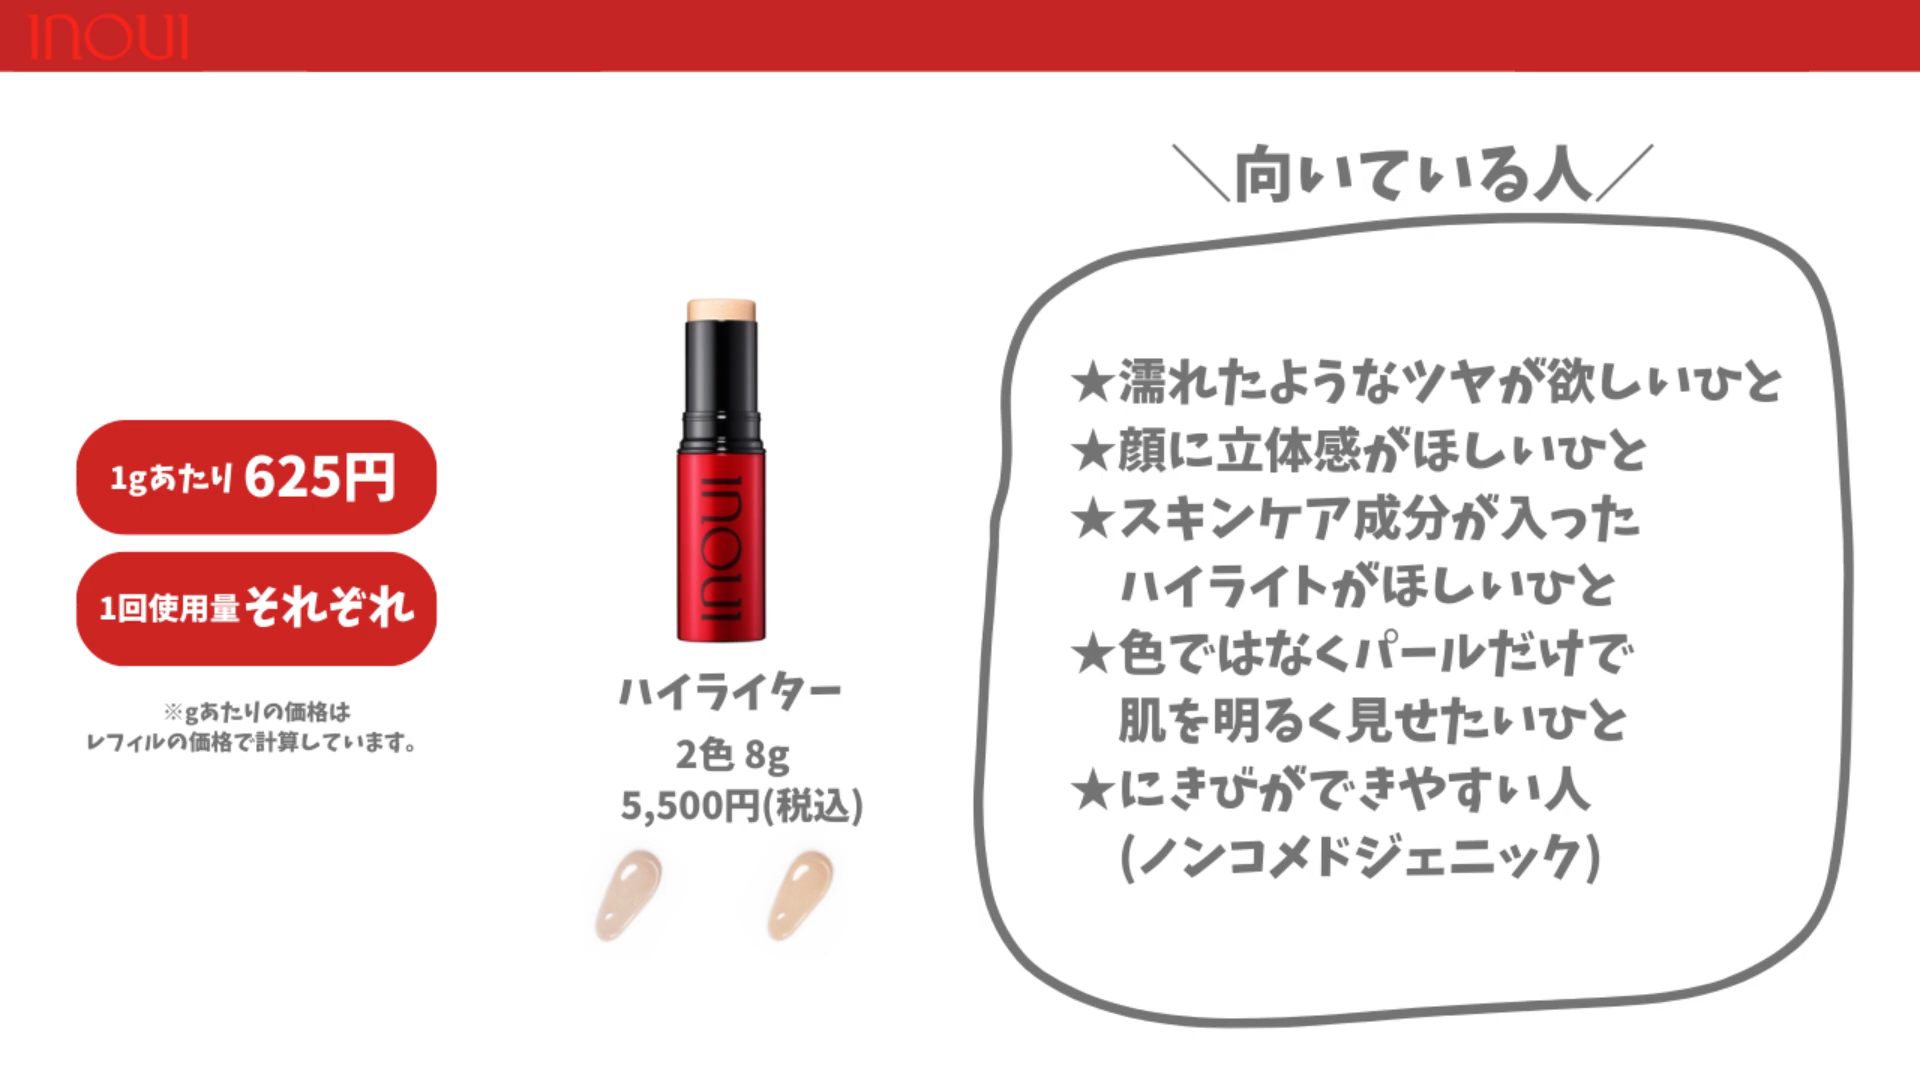 INOUI
1gあたり 625円
1回使用量それぞれ
※gあたりの価格は
レフィルの価格で計算しています。
INOUI
ハイライター
2色 8g
5,500円(税込)
＼向いている人／
★濡れたようなツヤが欲しいひと
★顔に立体感がほしいひと
★スキンケア成分が入った
ハイライトがほしいひと
★色ではなくパールだけで
肌を明るく見せたいひと
★にきびができやすい人
(ノンコメドジェニック)